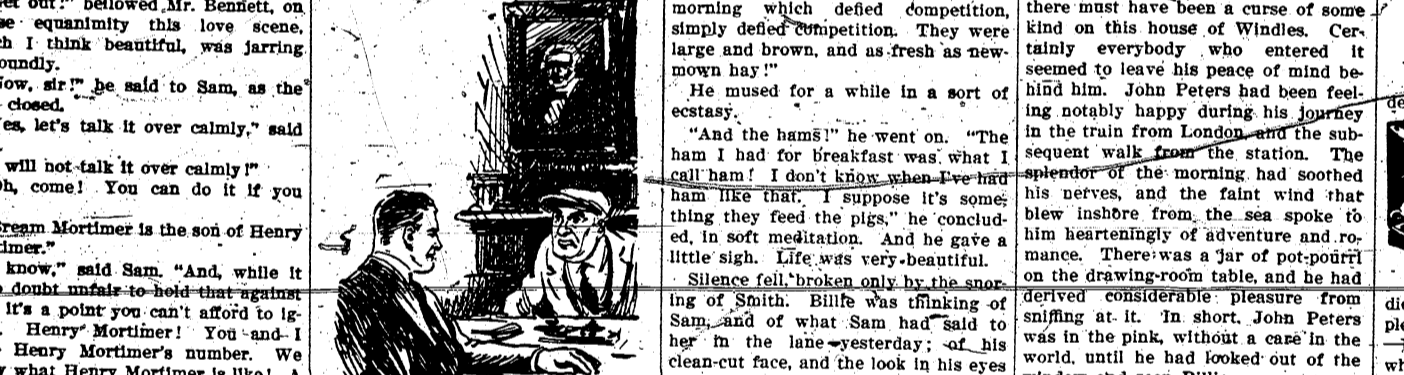 bellowed Mr. Bennett, on
equanimity this love scene,
I think beautiful, was jarring
sir!" he said to Sam, as the
closed.
let's talk it over calmly," said
will not talk it over calmly!"
come! You can do it if you
Mortimer is the son of Henry
know," said Sam. "And, while it
doubt unfair to hold that against
it's a point you can't afford to ig-
Henry Mortimer! You and I
Henry Mortimer's number. We
what Henry Mortimer is like!
morning which defied competition,
simply defied competition. They were
large and brown, and as fresh as new-
mown hay!"
He mused for a while in a sort of
ecstasy.
"And the hams!" he went on. "The
ham I had for breakfast was what I
call ham! I don't know when I've had
ham like that. I suppose it's some-
thing they feed the pigs," he conclud-
ed, in soft meditation. And he gave a
little sigh. Life was very beautiful.
Silence fell, broken only by the snor-
ing of Smith. Billie was thinking of
Sam, and of what Sam had said to
her in the lane yesterday; of his
clean-cut face, and the look in his eyes
there must have been a curse of some
kind on this house of Windles. Cer-
tainly everybody who entered it
seemed to leave his peace of mind be-
hind him. John Peters had been feel-
ing notably happy during his journey
in the train from London, and the sub-
sequent walk from the station. The
splendor of the morning had soothed
his nerves, and the faint wind that
blew inshore from the sea spoke to
him hearteningly of adventure and ro-
mance. There was a jar of pot-pourri
on the drawing-room table, and he had
derived considerable pleasure from
sniffing at it. In short, John Peters
was in the pink, without a care in the
world, until he had looked out of the